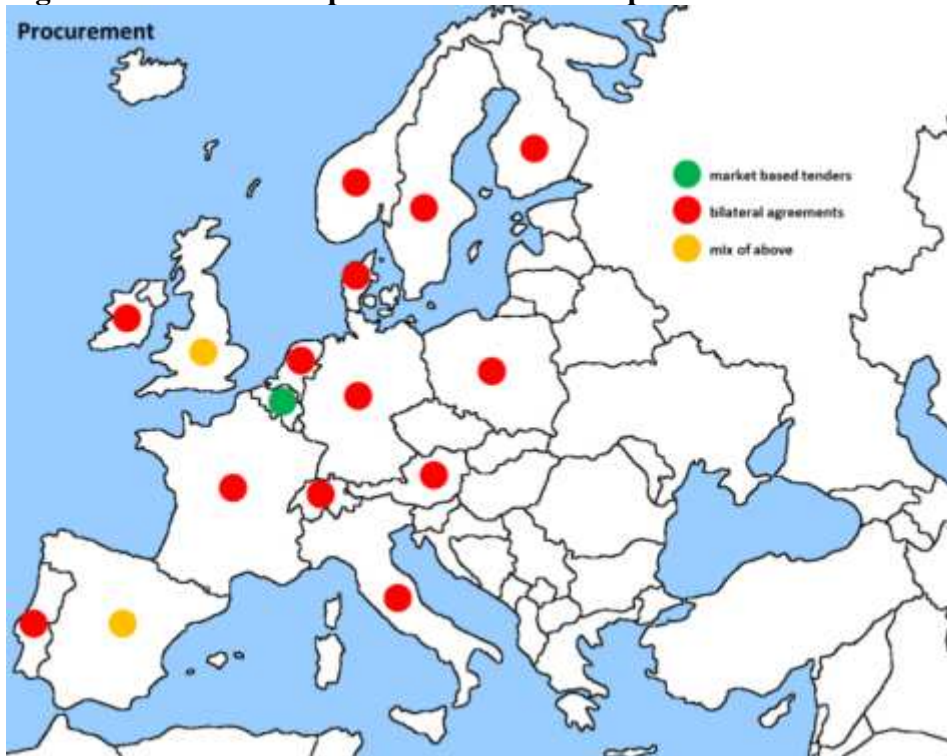 Procurement
market based tenders
bilateral agreements
mix of above